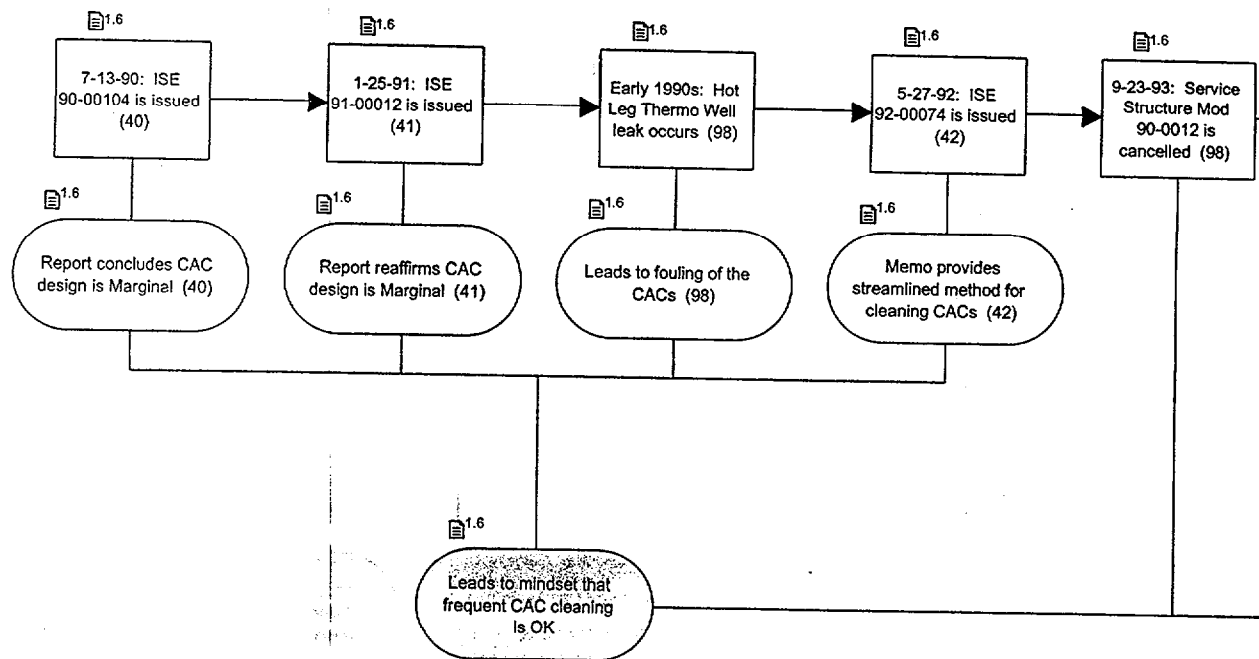 1.6
1.6
1.6
1.6
1.6
7-13-90: ISE
90-00104 is issued
(40)
1-25-91: ISE
91-00012 is issued
(41)
Early 1990s: Hot
Leg Thermo Well
leak occurs (98)
5-27-92: ISE
92-00074 is issued
(42)
9-23-93: Service
Structure Mod
90-0012 is
cancelled (98)
1.6
1.6
1.6
1.6
Report concludes CAC
design is Marginal (40)
Report reaffirms CAC
design is Marginal (41)
Leads to fouling of the
CACs (98)
Memo provides
streamlined method for
cleaning CACs (42)
1.6
Leads to mindset that
frequent CAC cleaning
is OK